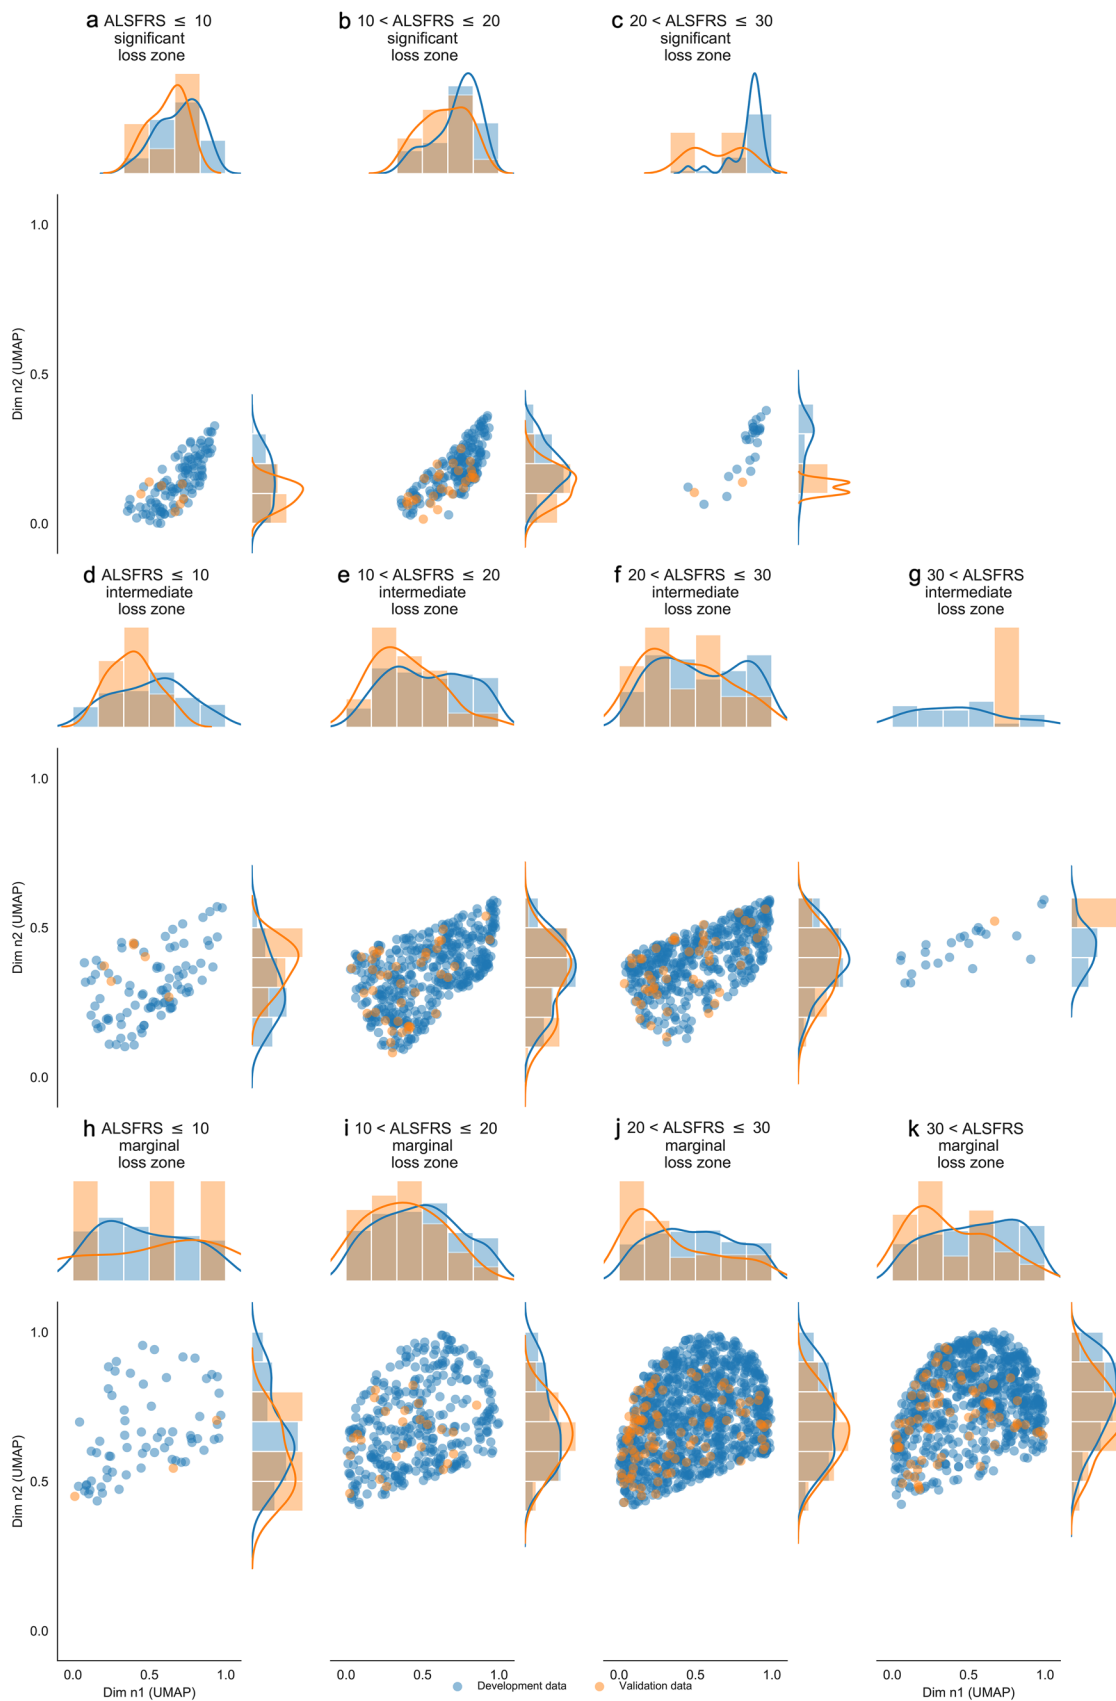 a ALSFRS ≤ 10
significant
loss zone
b 10 < ALSFRS ≤ 20
significant
loss zone
c 20 < ALSFRS ≤ 30
significant
loss zone
1.0
0.5
0.0
Dim n2 (UMAP)
d ALSFRS ≤ 10
intermediate
loss zone
e 10 < ALSFRS ≤ 20
intermediate
loss zone
f 20 < ALSFRS ≤ 30
intermediate
loss zone
g 30 < ALSFRS
intermediate
loss zone
1.0
0.5
0.0
Dim n2 (UMAP)
h ALSFRS ≤ 10
marginal
loss zone
i 10 < ALSFRS ≤ 20
marginal
loss zone
j 20 < ALSFRS ≤ 30
marginal
loss zone
k 30 < ALSFRS
marginal
loss zone
1.0
0.5
0.0
Dim n2 (UMAP)
0.0 0.5 1.0
0.0 0.5 1.0
0.0 0.5 1.0
0.0 0.5 1.0
Dim n1 (UMAP)
Development data
Validation data
Dim n1 (UMAP)